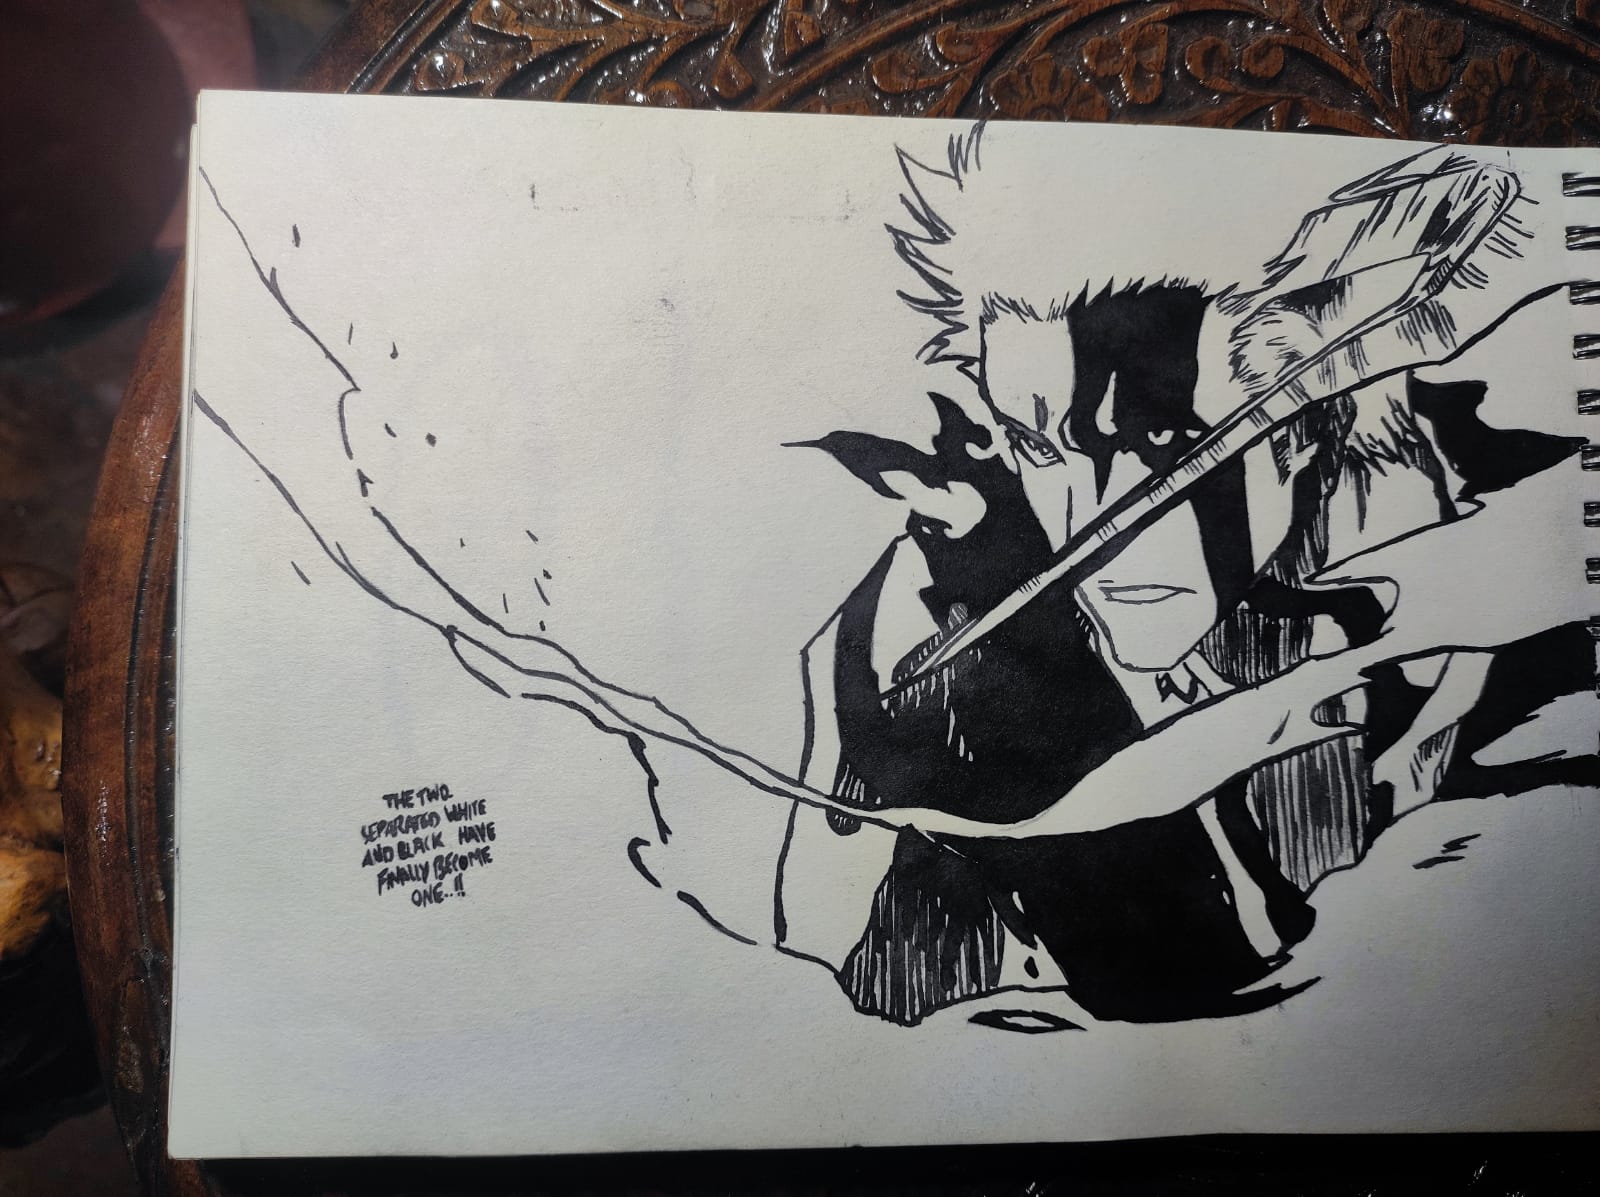 THE TWO
SEPARATED WHITE
AND BLACK HAVE
FINALLY BECOME
ONE..!!